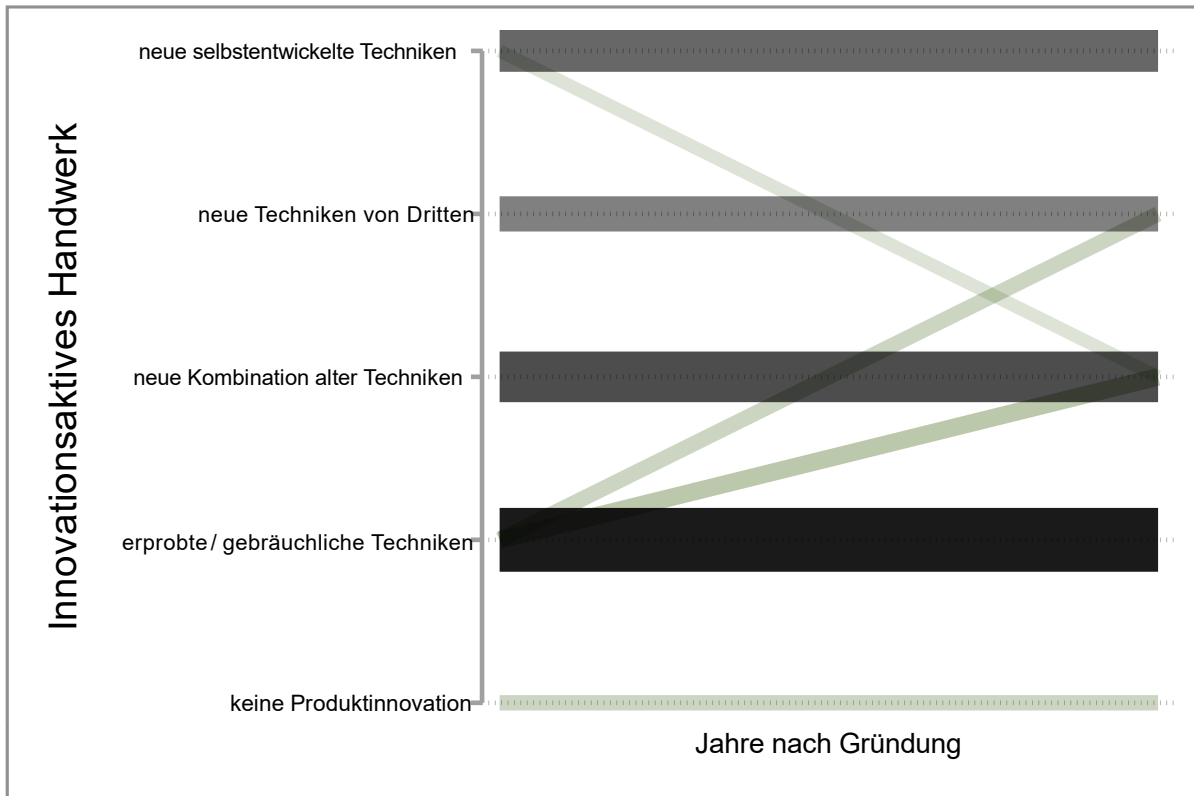 Innovationsaktives Handwerk
neue selbstentwickelte Techniken
neue Techniken von Dritten
neue Kombination alter Techniken
erprobte/ gebräuchliche Techniken
keine Produktinnovation
Jahre nach Gründung